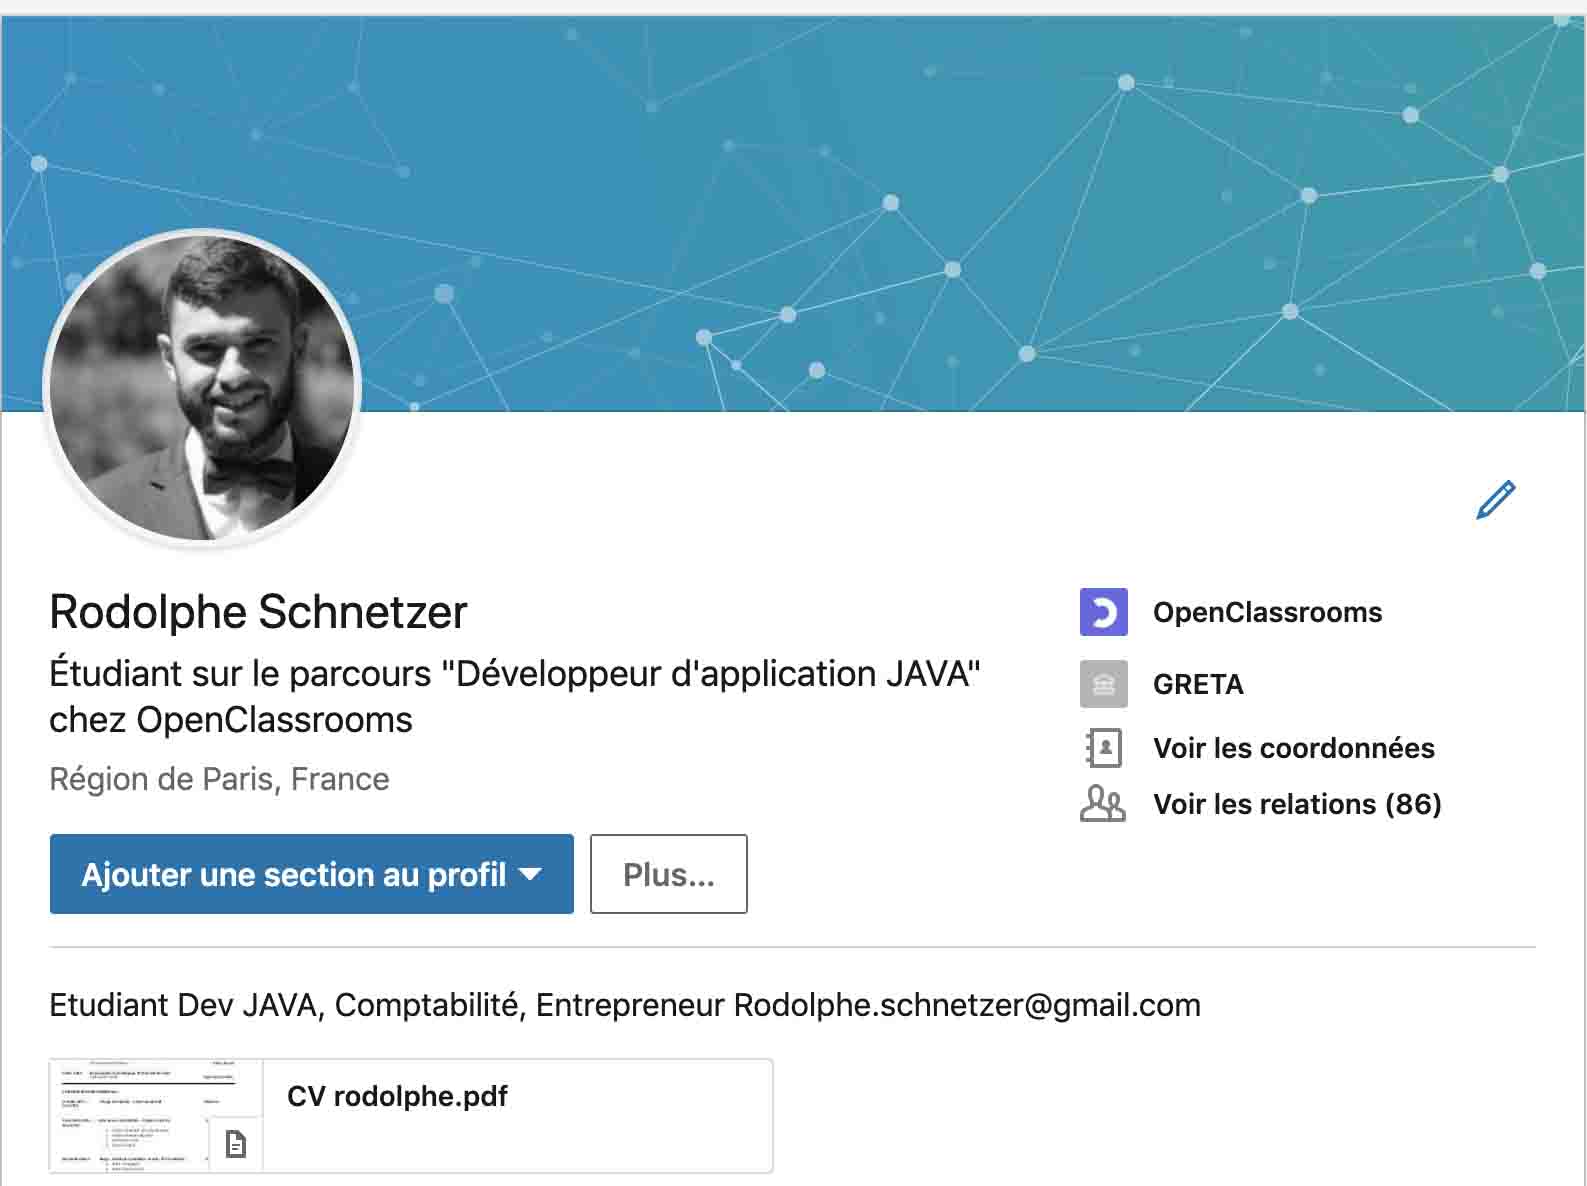 Rodolphe Schnetzer
Étudiant sur le parcours "Développeur d'application JAVA"
chez OpenClassrooms
Région de Paris, France
Ajouter une section au profil
Plus...
OpenClassrooms
GRETA
Voir les coordonnées
Voir les relations (86)
Etudiant Dev JAVA, Comptabilité, Entrepreneur Rodolphe.schnetzer@gmail.com
CV rodolphe.pdf